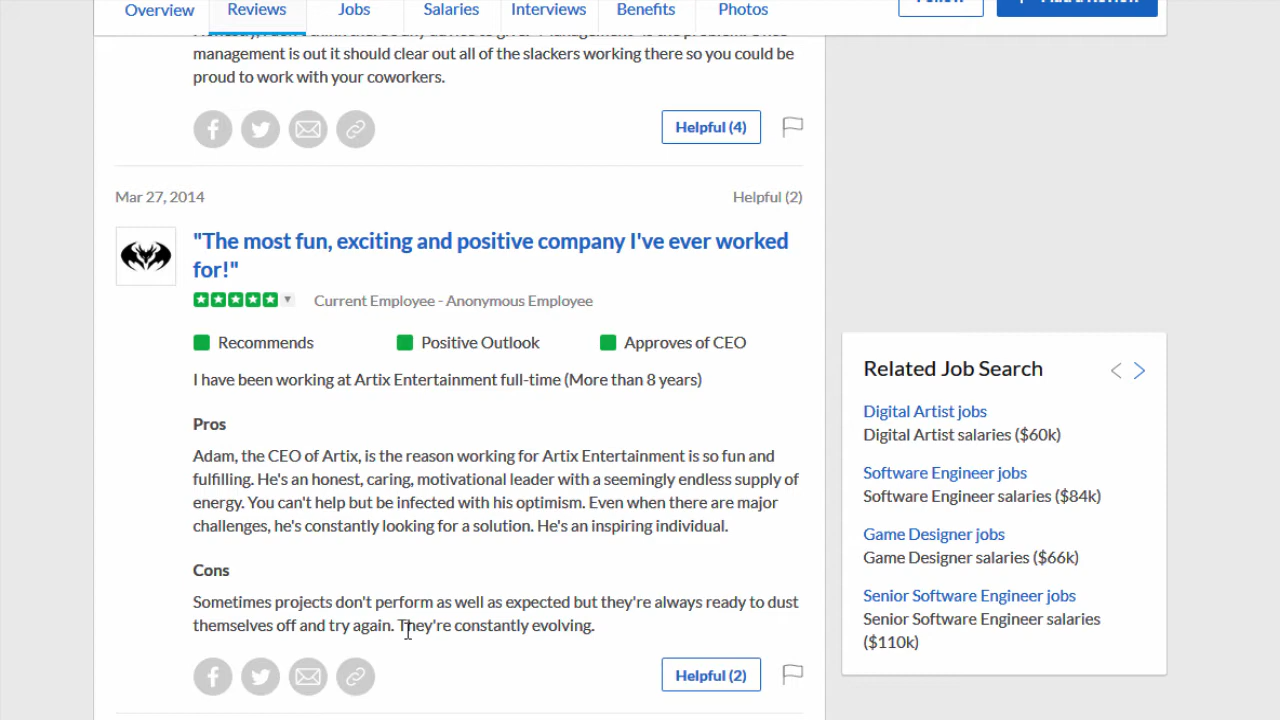 Overview Reviews Jobs Salaries Interviews Benefits Photos
management is out it should clear out all of the slackers working there so you could be
proud to work with your coworkers.
Helpful (4)
Mar 27, 2014 Helpful (2)
"The most fun, exciting and positive company I've ever worked
for!"
Current Employee - Anonymous Employee
Recommends Positive Outlook Approves of CEO
I have been working at Artix Entertainment full-time (More than 8 years)
Pros
Adam, the CEO of Artix, is the reason working for Artix Entertainment is so fun and
fulfilling. He's an honest, caring, motivational leader with a seemingly endless supply of
energy. You can't help but be infected with his optimism. Even when there are major
challenges, he's constantly looking for a solution. He's an inspiring individual.
Cons
Sometimes projects don't perform as well as expected but they're always ready to dust
themselves off and try again. They're constantly evolving.
Helpful (2)
Related Job Search
Digital Artist jobs
Digital Artist salaries ($60k)
Software Engineer jobs
Software Engineer salaries ($84k)
Game Designer jobs
Game Designer salaries ($66k)
Senior Software Engineer jobs
Senior Software Engineer salaries
($110k)